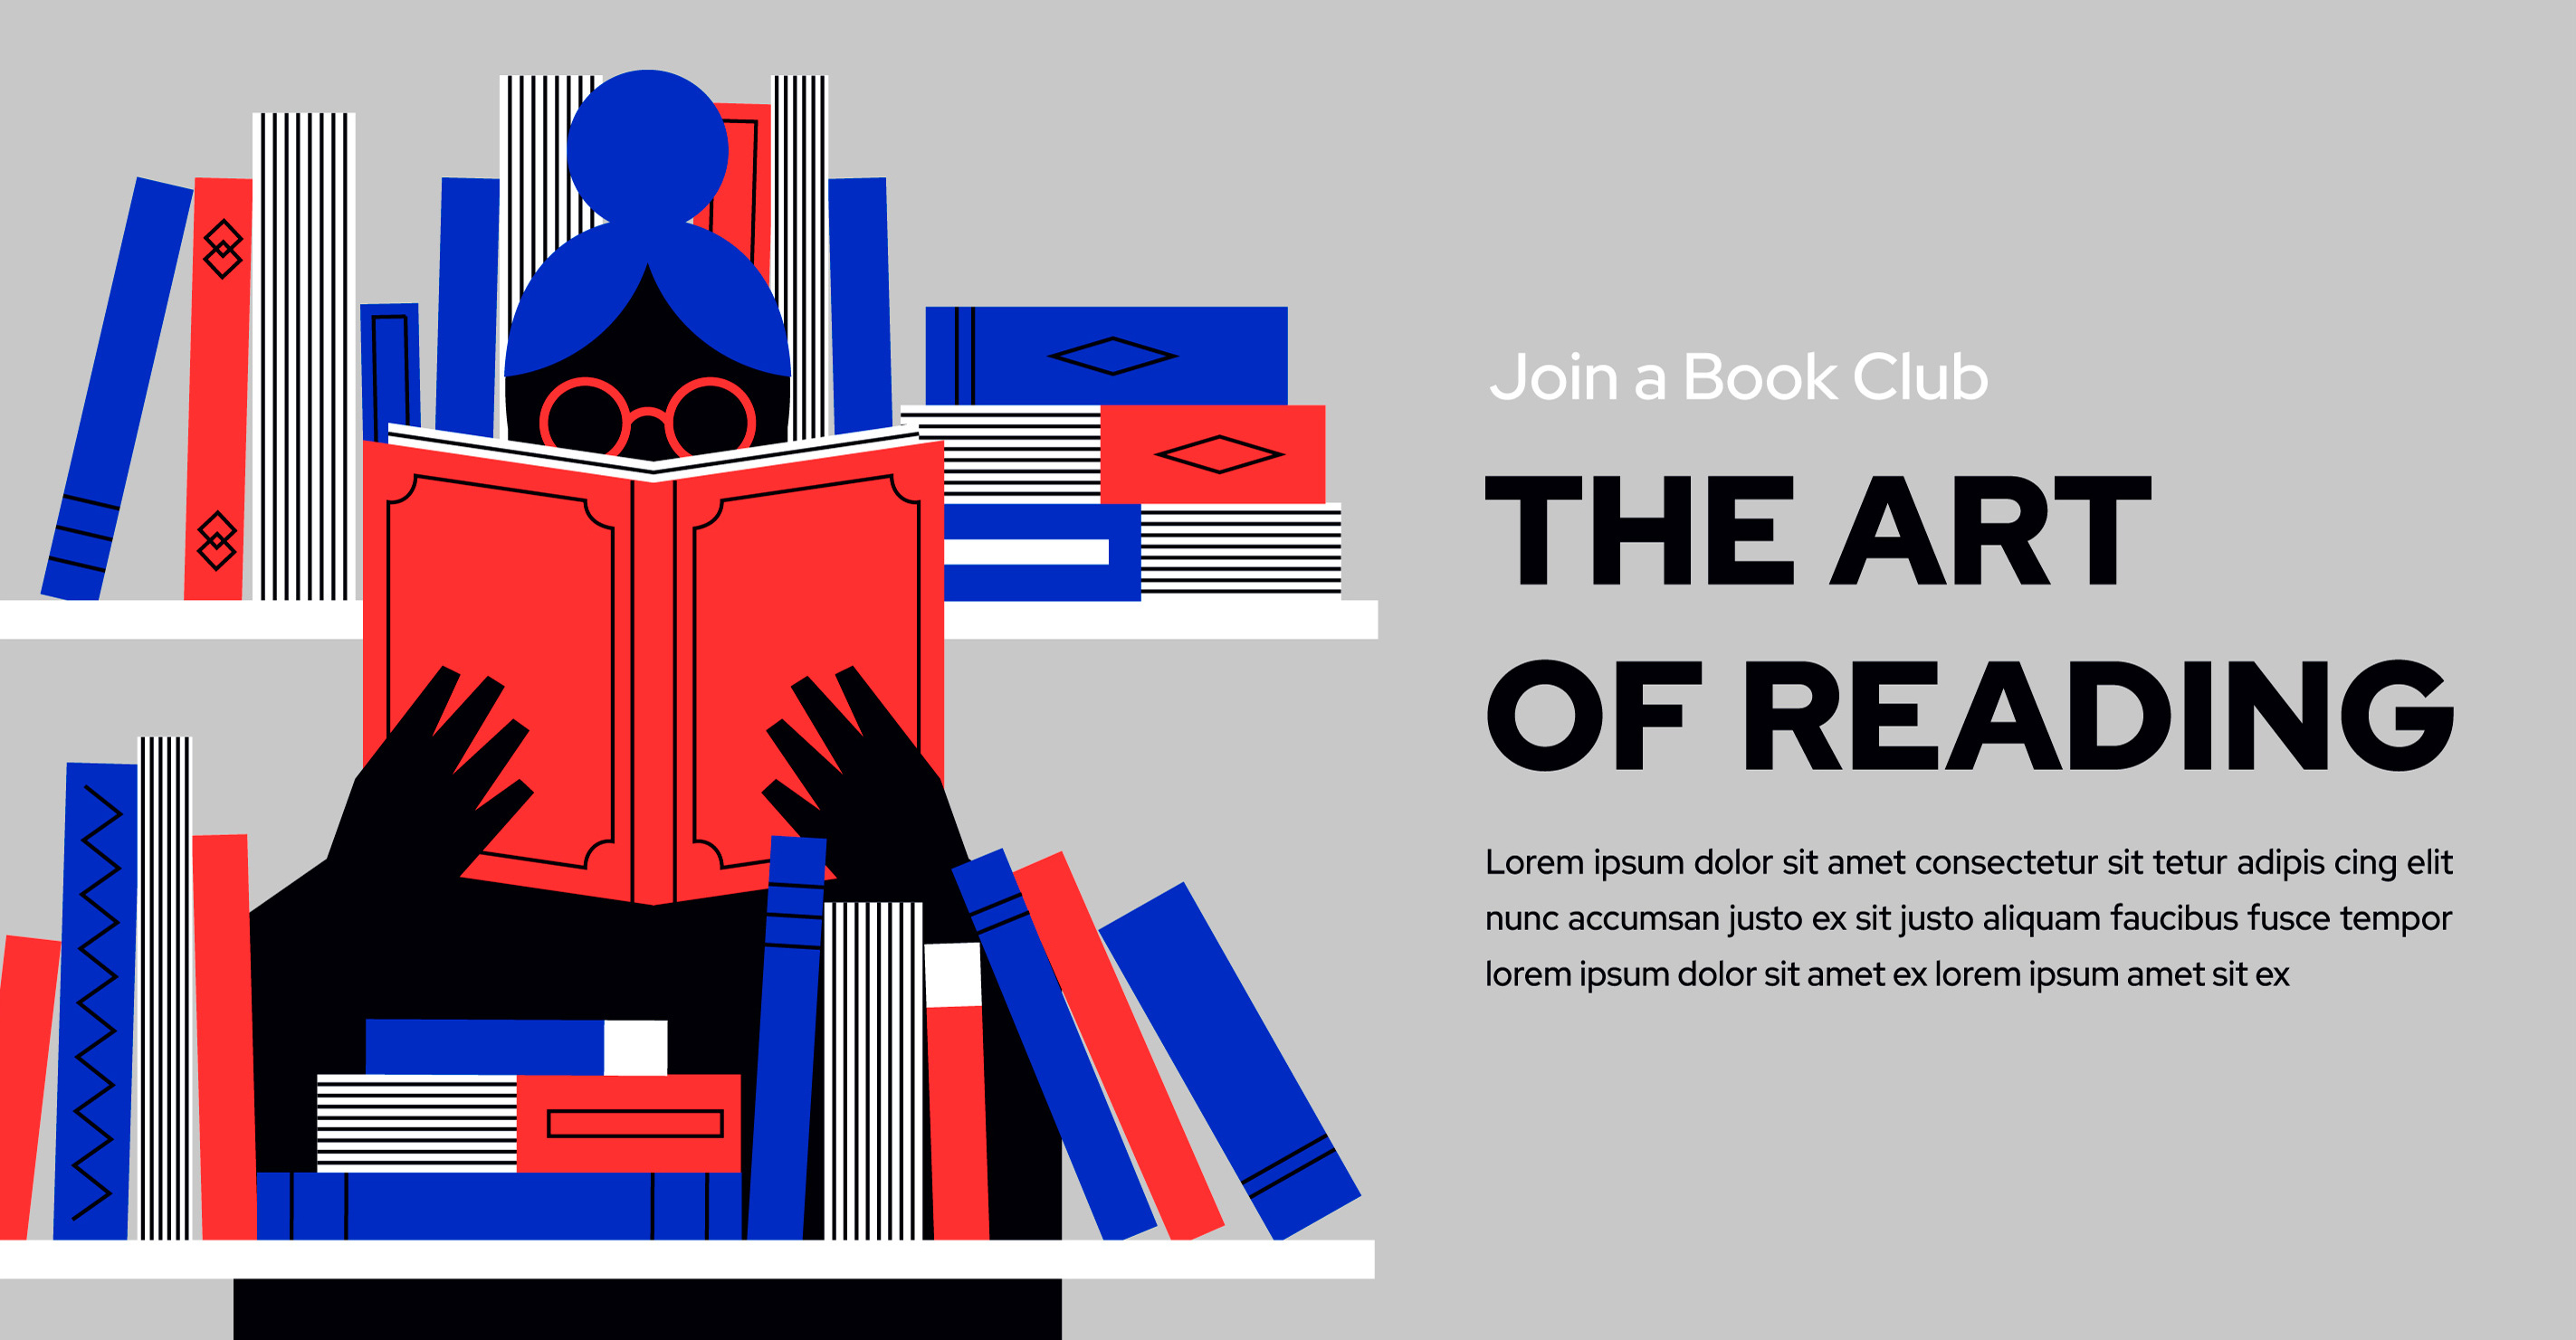 Join a Book Club
THE ART
OF READING
Lorem ipsum dolor sit amet consectetur sit tetur adipis cing elit
nunc accumsan justo ex sit justo aliquam faucibus fusce tempor
lorem ipsum dolor sit amet ex lorem ipsum amet sit ex